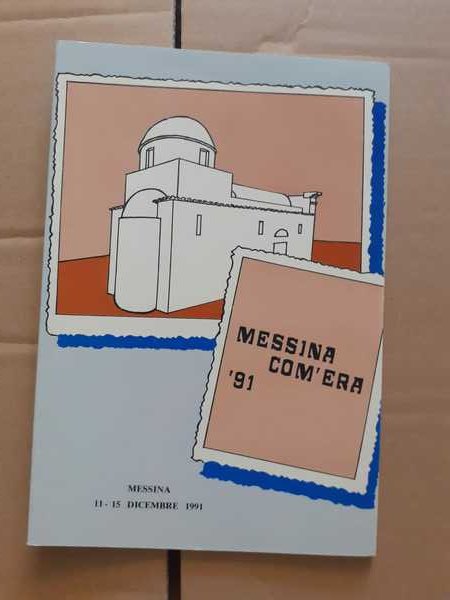 MESSINA
COM'ERA
'91
MESSINA
11-15 DICEMBRE 1991